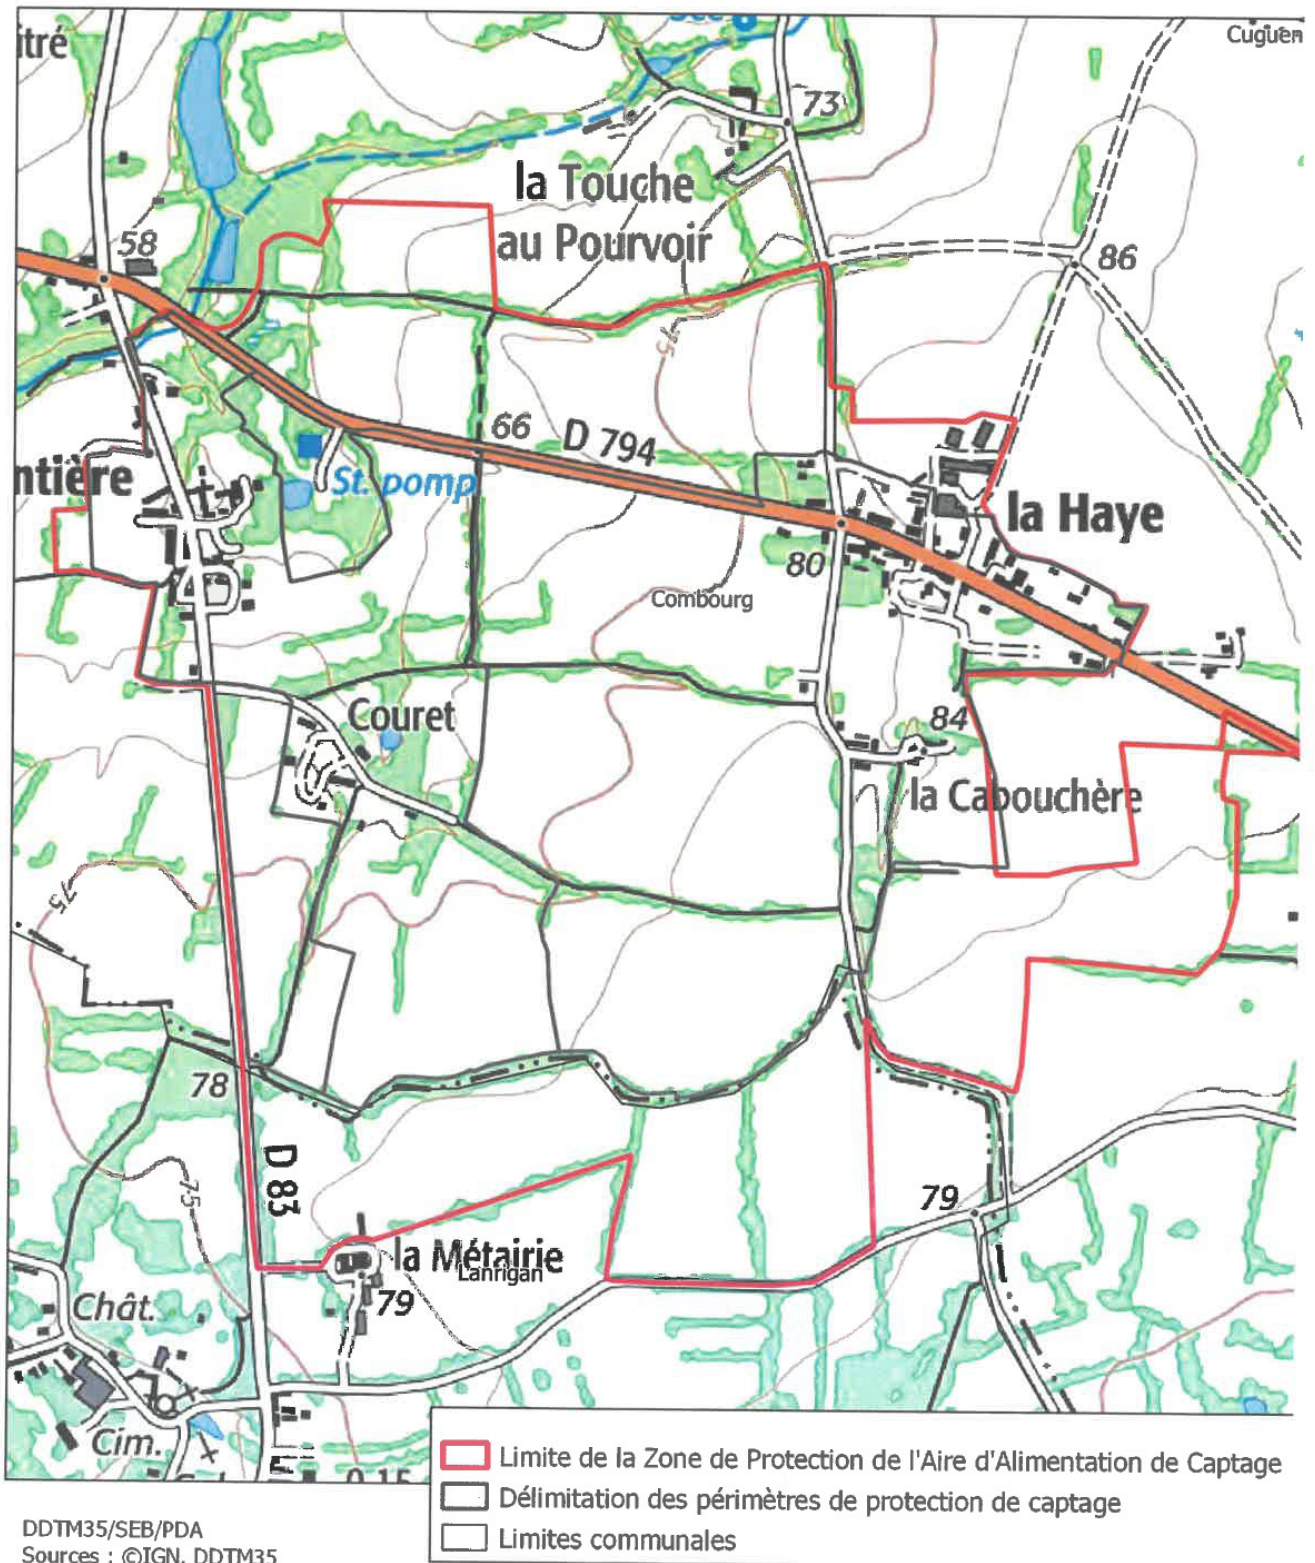 itré
Cuguen
73
la Touche
au Pourvoir
58
86
75
66
D 794
ntière
St. pomp
la Haye
80
Combourg
Couret
84
la Cabouchère
75
78
D 83
75
79
la Métairie
Lanrigan
79
Chât.
Cim.
0,15
Limite de la Zone de Protection de l'Aire d'Alimentation de Captage
Délimitation des périmètres de protection de captage
Limites communales
DDTM35/SEB/PDA
Sources : ©IGN, DDTM35